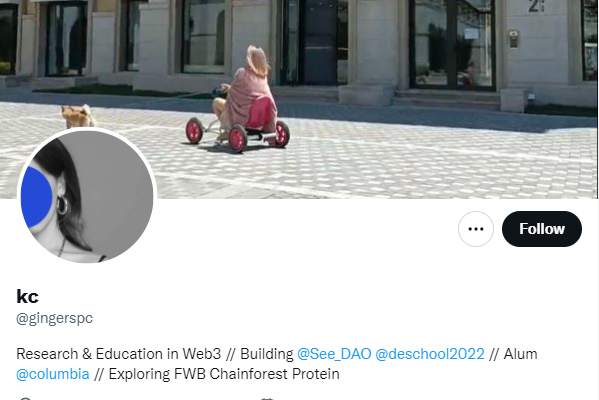 2
Follow
kc
@gingerspc
Research & Education in Web3 // Building @See_DAO @deschool2022 // Alum
@columbia // Exploring FWB Chainforest Protein